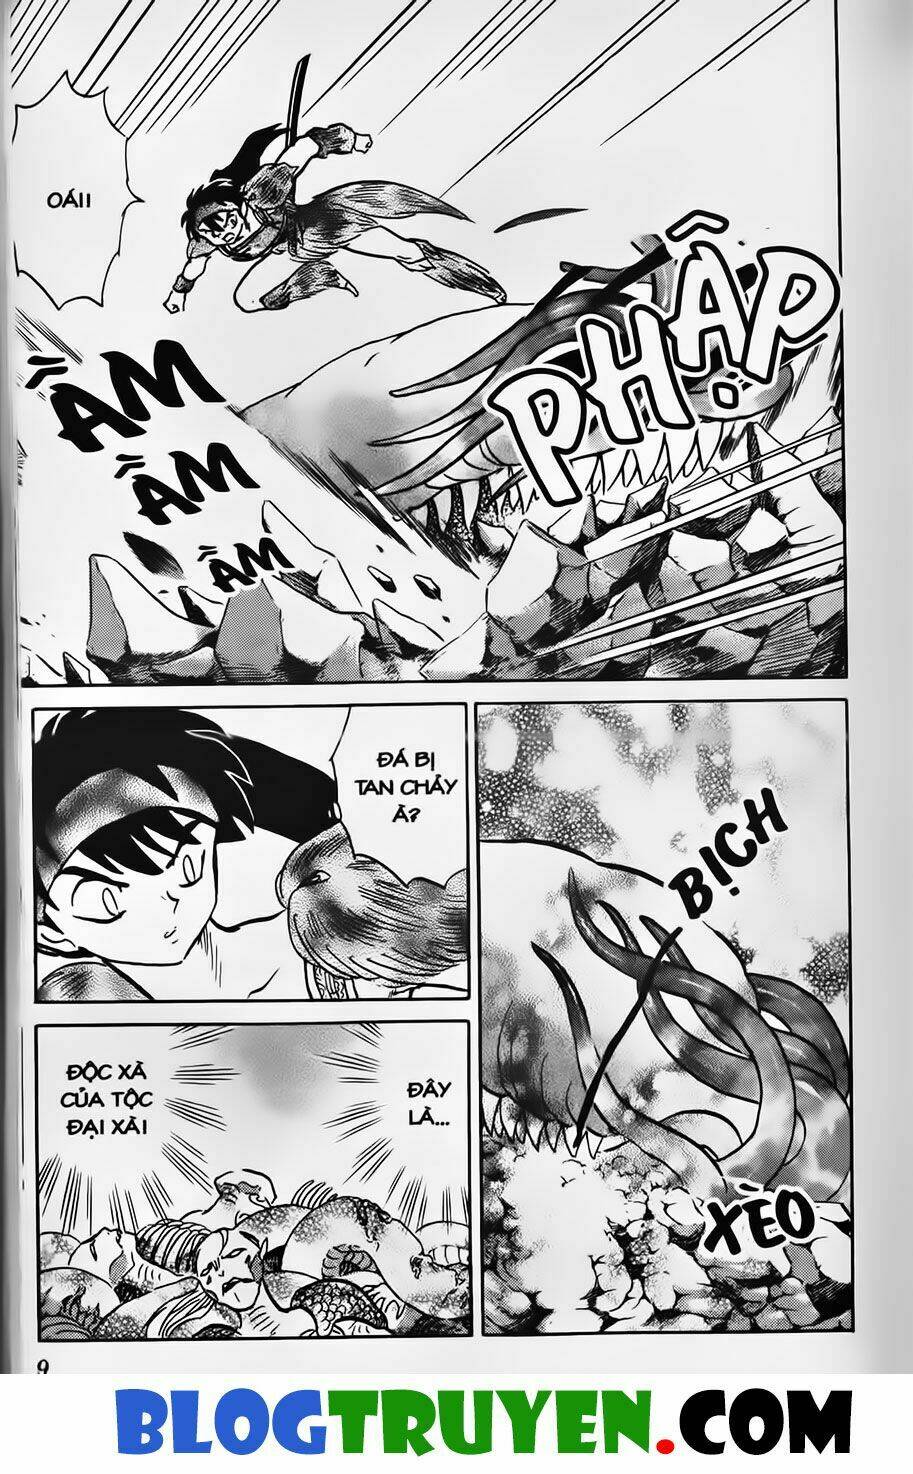 OÁ!!
PHẬP
ẦM
ẦM
ẦM
ĐÁ BỊ
TAN CHẢY
À?
BỊCH
XÈO
ĐÂY
LÀ...
ĐỘC XÀ
CỦA TỘC
ĐẠI XÀ!
9
BLOGTRUYEN.COM